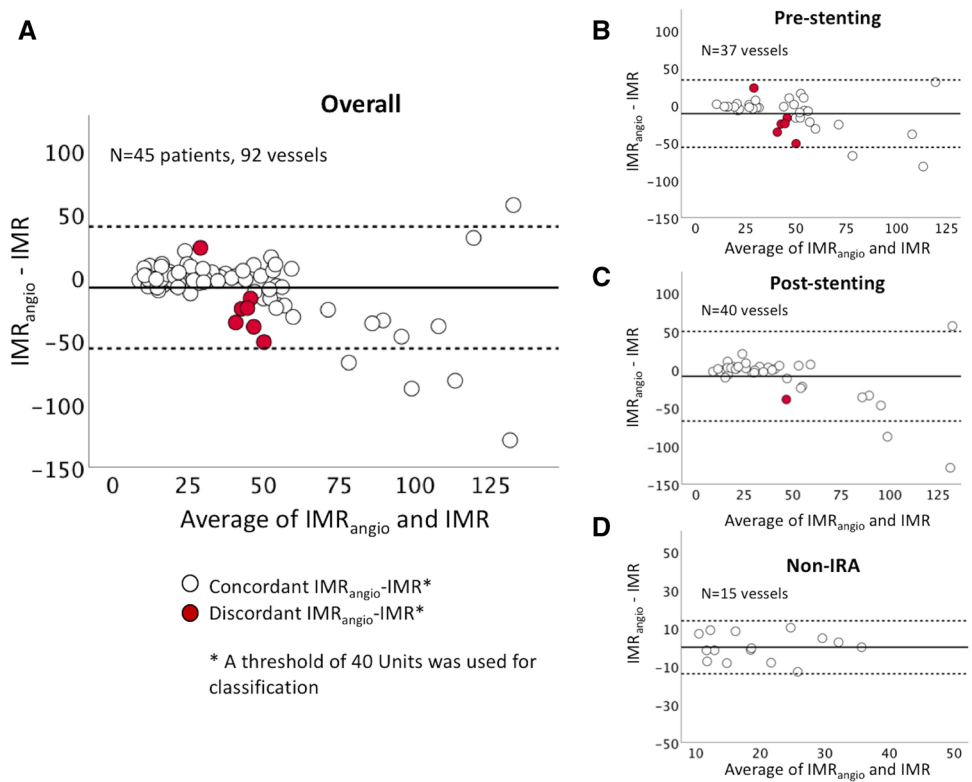 A
Overall
N=45 patients, 92 vessels
IMRangio - IMR
100
50
0
−50
−100
−150
0 25 50 75 100 125
Average of IMRangio and IMR
Concordant IMRangio-IMR*
Discordant IMRangio-IMR*
* A threshold of 40 Units was used for
classification
B
Pre-stenting
N=37 vessels
IMRangio - IMR
100
50
0
−50
−100
−150
0 25 50 75 100 125
Average of IMRangio and IMR
C
Post-stenting
N=40 vessels
IMRangio - IMR
100
50
0
−50
−100
−150
0 25 50 75 100 125
Average of IMRangio and IMR
D
Non-IRA
N=15 vessels
IMRangio - IMR
50
30
10
−10
−30
−50
10 20 30 40 50
Average of IMRangio and IMR